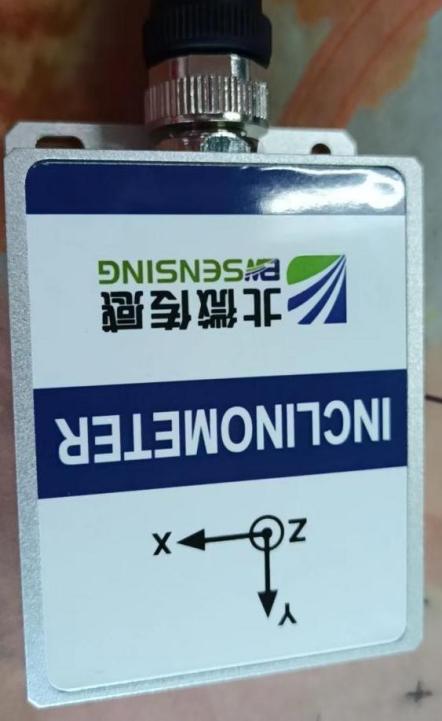 BWSENSING
北微传感
INCLINOMETER
Z
X
Y